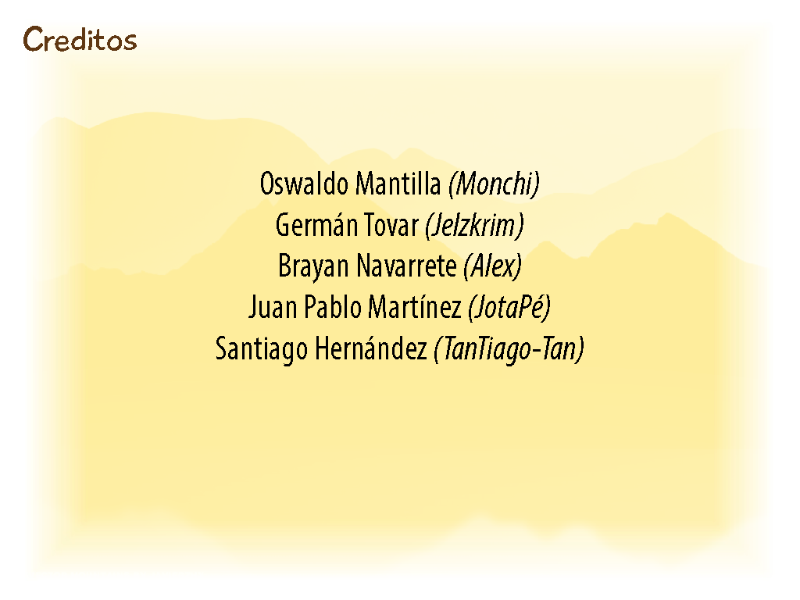 Creditos
Oswaldo Mantilla (Monchi)
Germán Tovar (Jelzkrim)
Brayan Navarrete (Alex)
Juan Pablo Martínez (JotaPé)
Santiago Hernández (TanTiago-Tan)